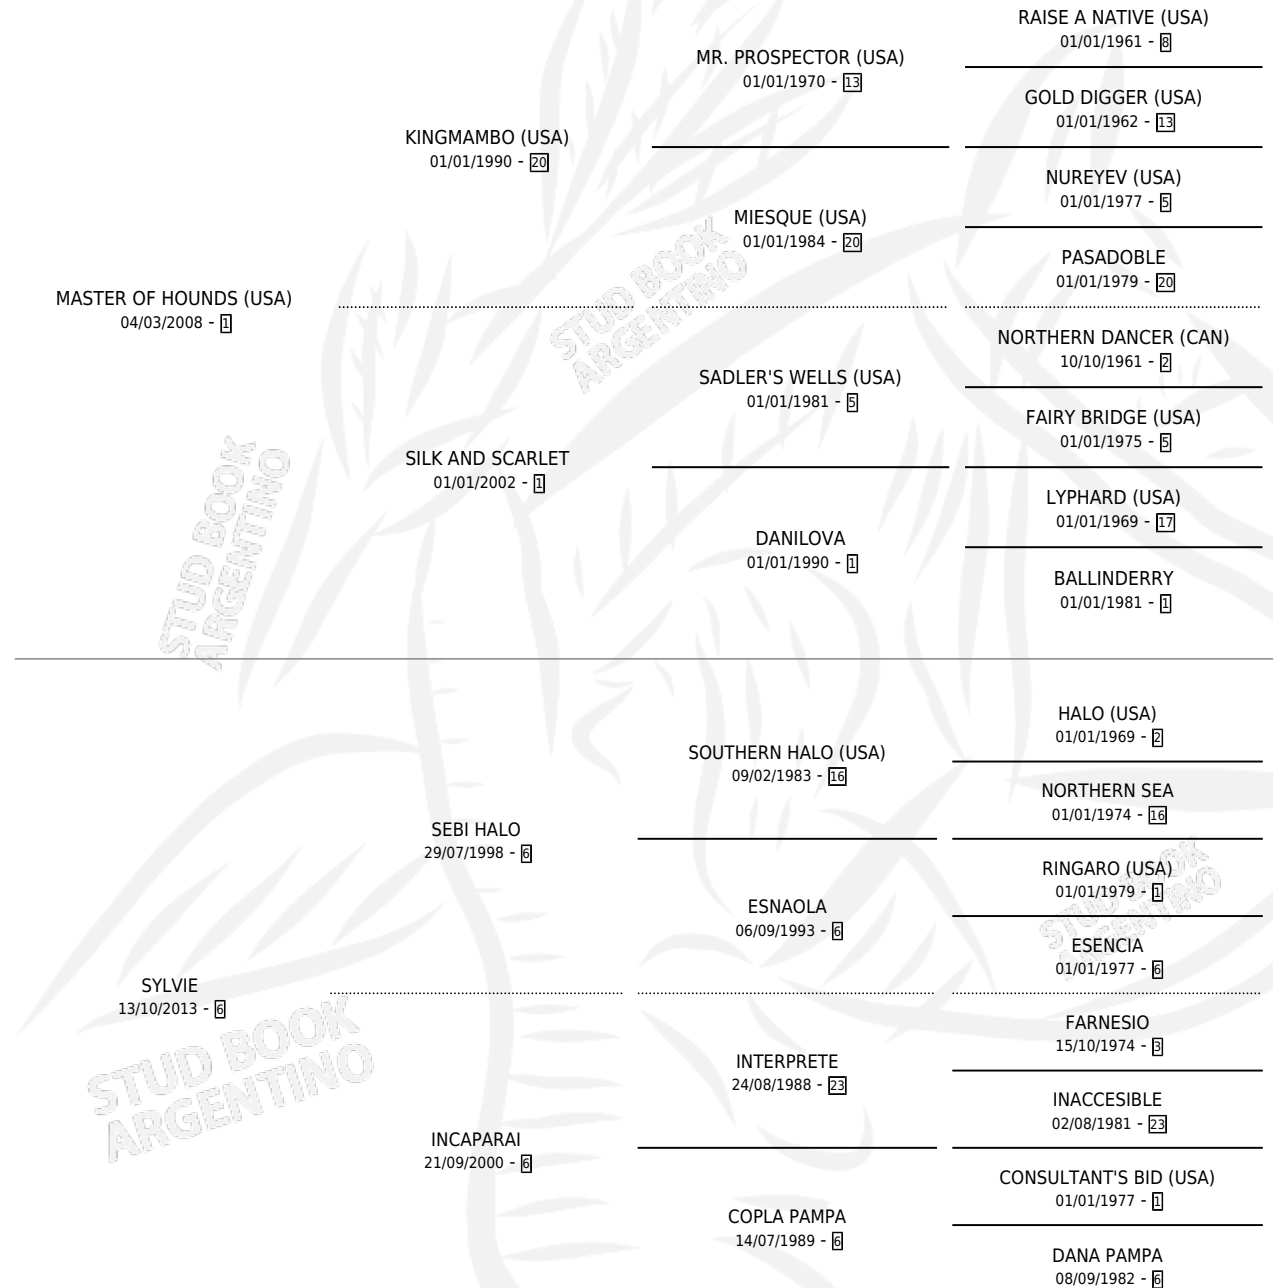 RAISE A NATIVE (USA)
01/01/1961 - 8
MR. PROSPECTOR (USA)
01/01/1970 - 13
GOLD DIGGER (USA)
01/01/1962 - 13
KINGMAMBO (USA)
01/01/1990 - 20
NUREYEV (USA)
01/01/1977 - 5
MIESQUE (USA)
01/01/1984 - 20
PASADOBLE
01/01/1979 - 20
MASTER OF HOUNDS (USA)
04/03/2008 - 1
NORTHERN DANCER (CAN)
10/10/1961 - 2
SADLER'S WELLS (USA)
01/01/1981 - 5
FAIRY BRIDGE (USA)
01/01/1975 - 5
SILK AND SCARLET
01/01/2002 - 1
LYPHARD (USA)
01/01/1969 - 17
DANILOVA
01/01/1990 - 1
BALLINDERRY
01/01/1981 - 1
STUD BOOK
ARGENTINO
STUD BOOK
ARGENTINO
HALO (USA)
01/01/1969 - 2
SOUTHERN HALO (USA)
09/02/1983 - 16
NORTHERN SEA
01/01/1974 - 16
SEBI HALO
29/07/1998 - 6
RINGARO (USA)
01/01/1979 - 1
ESNAOLA
06/09/1993 - 6
ESENCIA
01/01/1977 - 6
SYLVIE
13/10/2013 - 6
FARNESIO
15/10/1974 - 3
INTERPRETE
24/08/1988 - 23
INACCESIBLE
02/08/1981 - 23
INCAPARAI
21/09/2000 - 6
CONSULTANT'S BID (USA)
01/01/1977 - 1
COPLA PAMPA
14/07/1989 - 6
DANA PAMPA
08/09/1982 - 6
STUD BOOK
ARGENTINO
STUD BOOK
ARGENTINO